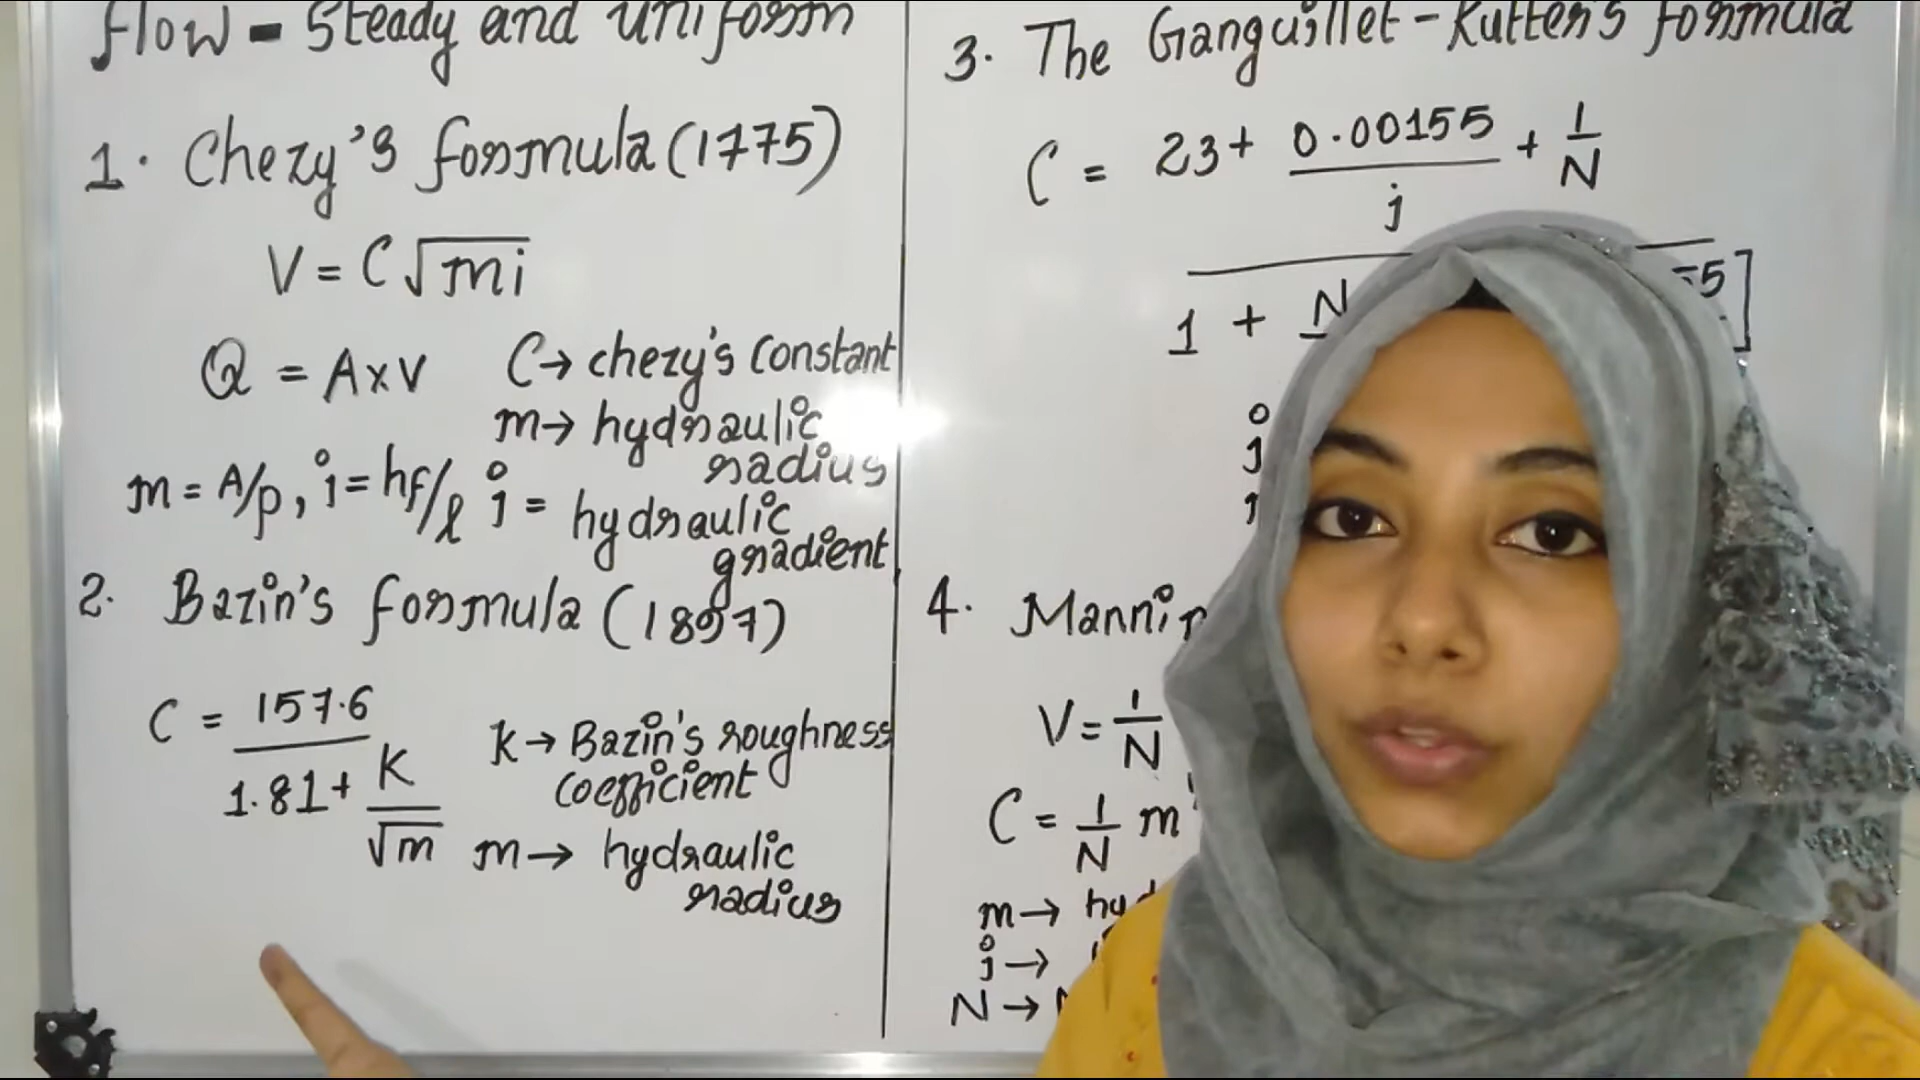 flow - Steady and uniform
1. Chezy's formula (1775)
V = C√mi
Q = A×V
C → chezy's constant
m → hydraulic
radius
m = A/p, i = hf/l
i = hydraulic
gradient
2. Bazin's formula (1897)
C = 157.6
1.81 + K
√m
K → Bazin's roughness
coefficient
m → hydraulic
radius
3. The Ganguillet - Kutter's formula
C = 23 + 0.00155 + 1
i N
1 + N
5]
4.
V = 1
N
C = 1 m
N
m →
i →
N →